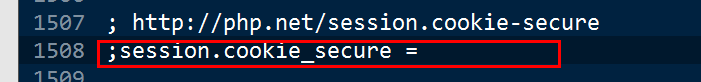 1507 ; http://php.net/session.cookie-secure
1508 ;session.cookie_secure =
1509